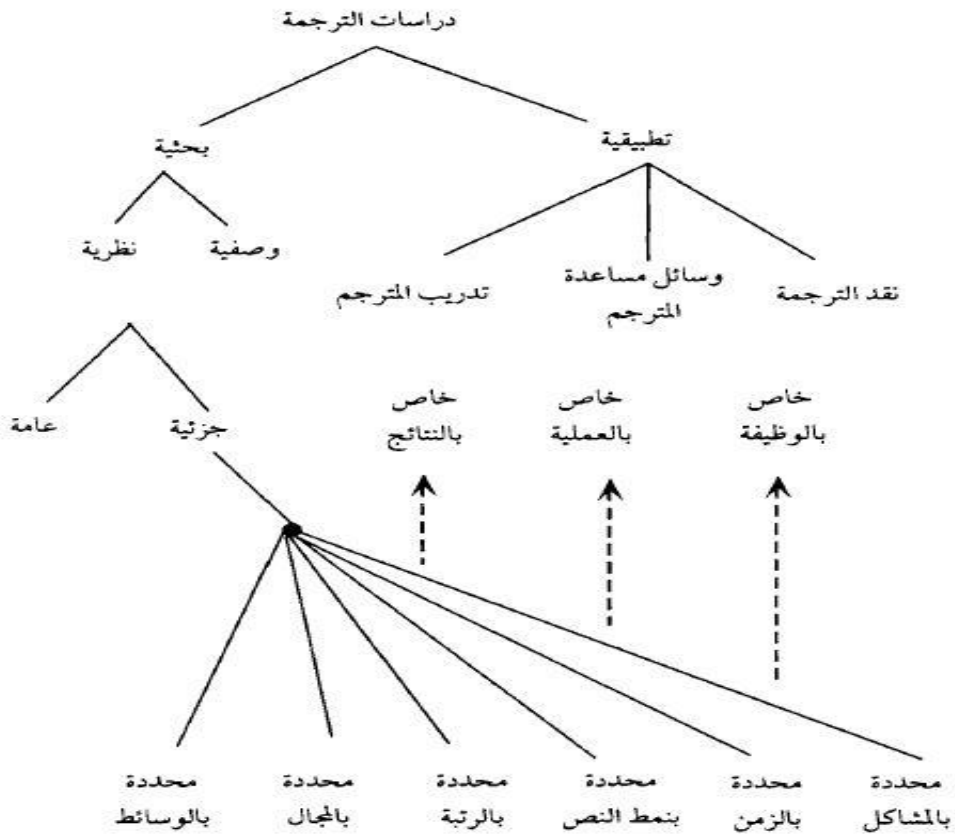 دراسات الترجمة
تطبيقية
بحثية
وصفية
نظرية
نقد الترجمة
وسائل مساعدة
المترجم
تدريب المترجم
خاص
بالوظيفة
خاص
بالعملية
خاص
بالنتائج
جزئية
عامة
محددة
بالمشاكل
محددة
بالزمن
محددة
بنمط النص
محددة
بالرتبة
محددة
بالمجال
محددة
بالوسائط